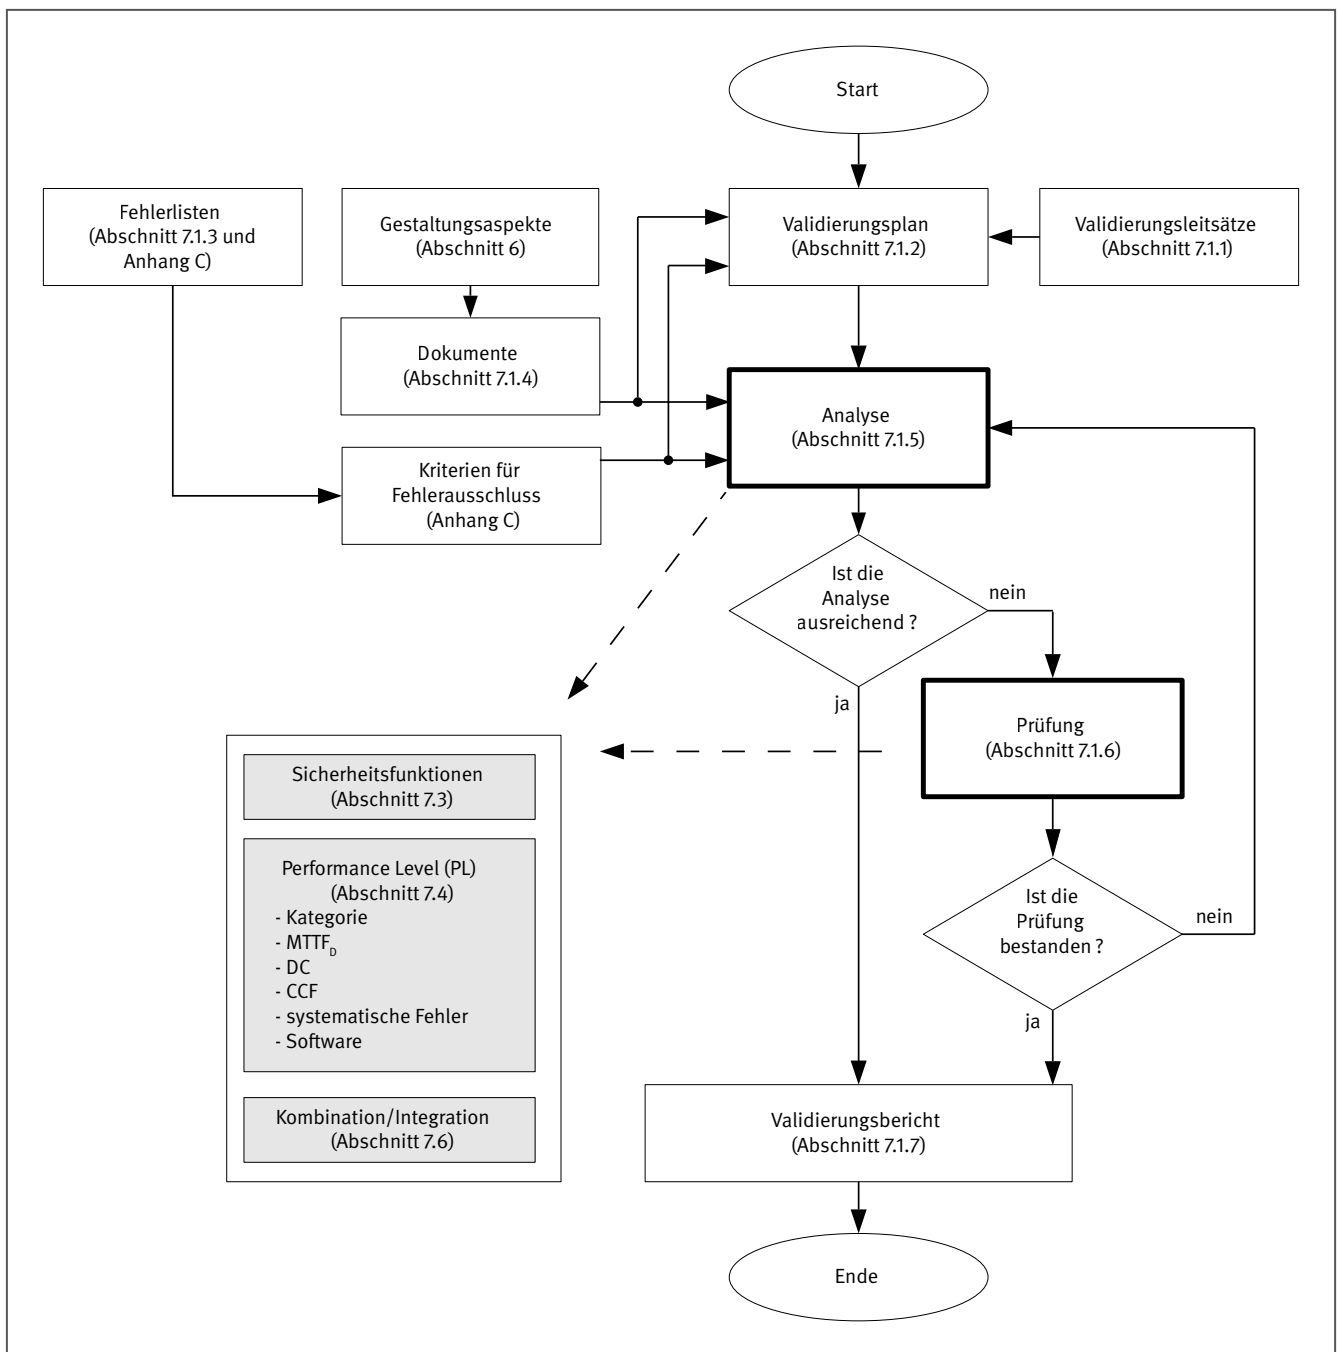 Start
Fehlerlisten
(Abschnitt 7.1.3 und
Anhang C)
Gestaltungsaspekte
(Abschnitt 6)
Validierungsplan
(Abschnitt 7.1.2)
Validierungsleitsätze
(Abschnitt 7.1.1)
Dokumente
(Abschnitt 7.1.4)
Analyse
(Abschnitt 7.1.5)
Kriterien für
Fehlerausschluss
(Anhang C)
Ist die
Analyse
ausreichend ?
nein
ja
Prüfung
(Abschnitt 7.1.6)
Sicherheitsfunktionen
(Abschnitt 7.3)
Performance Level (PL)
(Abschnitt 7.4)
- Kategorie
- MTTF_D
- DC
- CCF
- systematische Fehler
- Software
Kombination/Integration
(Abschnitt 7.6)
Ist die
Prüfung
bestanden ?
nein
ja
Validierungsbericht
(Abschnitt 7.1.7)
Ende